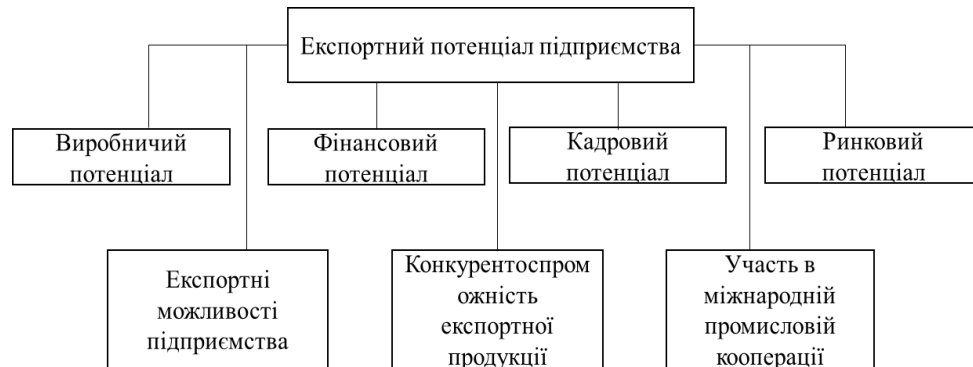 Експортний потенціал підприємства
Виробничий
потенціал
Фінансовий
потенціал
Кадровий
потенціал
Ринковий
потенціал
Експортні
можливості
підприємства
Конкурентоспром
ожність
експортної
продукції
Участь в
міжнародній
промисловій
кооперації